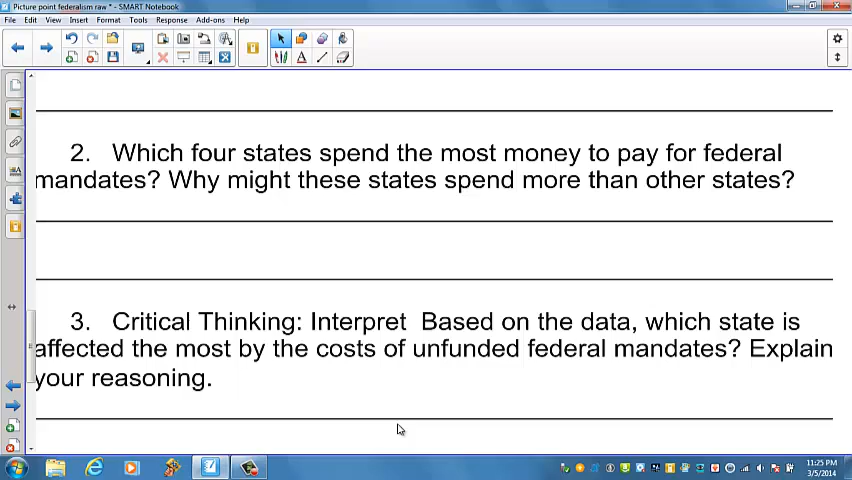 Picture point federalism raw * - SMART Notebook
File Edit View Insert Format Tools Response Add-ons Help
2. Which four states spend the most money to pay for federal
mandates? Why might these states spend more than other states?
3. Critical Thinking: Interpret Based on the data, which state is
affected the most by the costs of unfunded federal mandates? Explain
your reasoning.
11:25 PM
3/5/2014